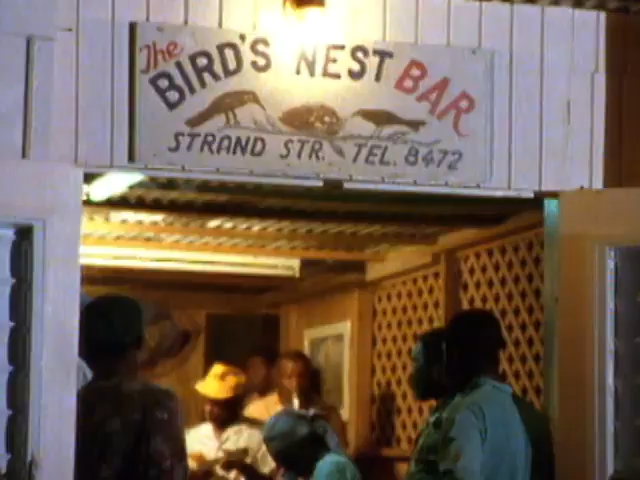 The
BIRD'S NEST BAR
STRAND STR. TEL. 8472